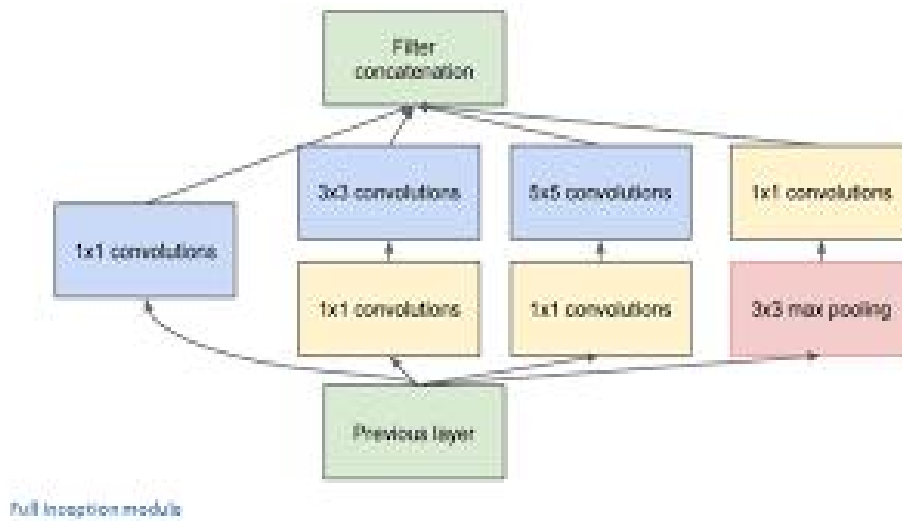 Filter
concatenation
3x3 convolutions
5x5 convolutions
1x1 convolutions
1x1 convolutions
1x1 convolutions
1x1 convolutions
3x3 max pooling
Previous layer
Full Inception module